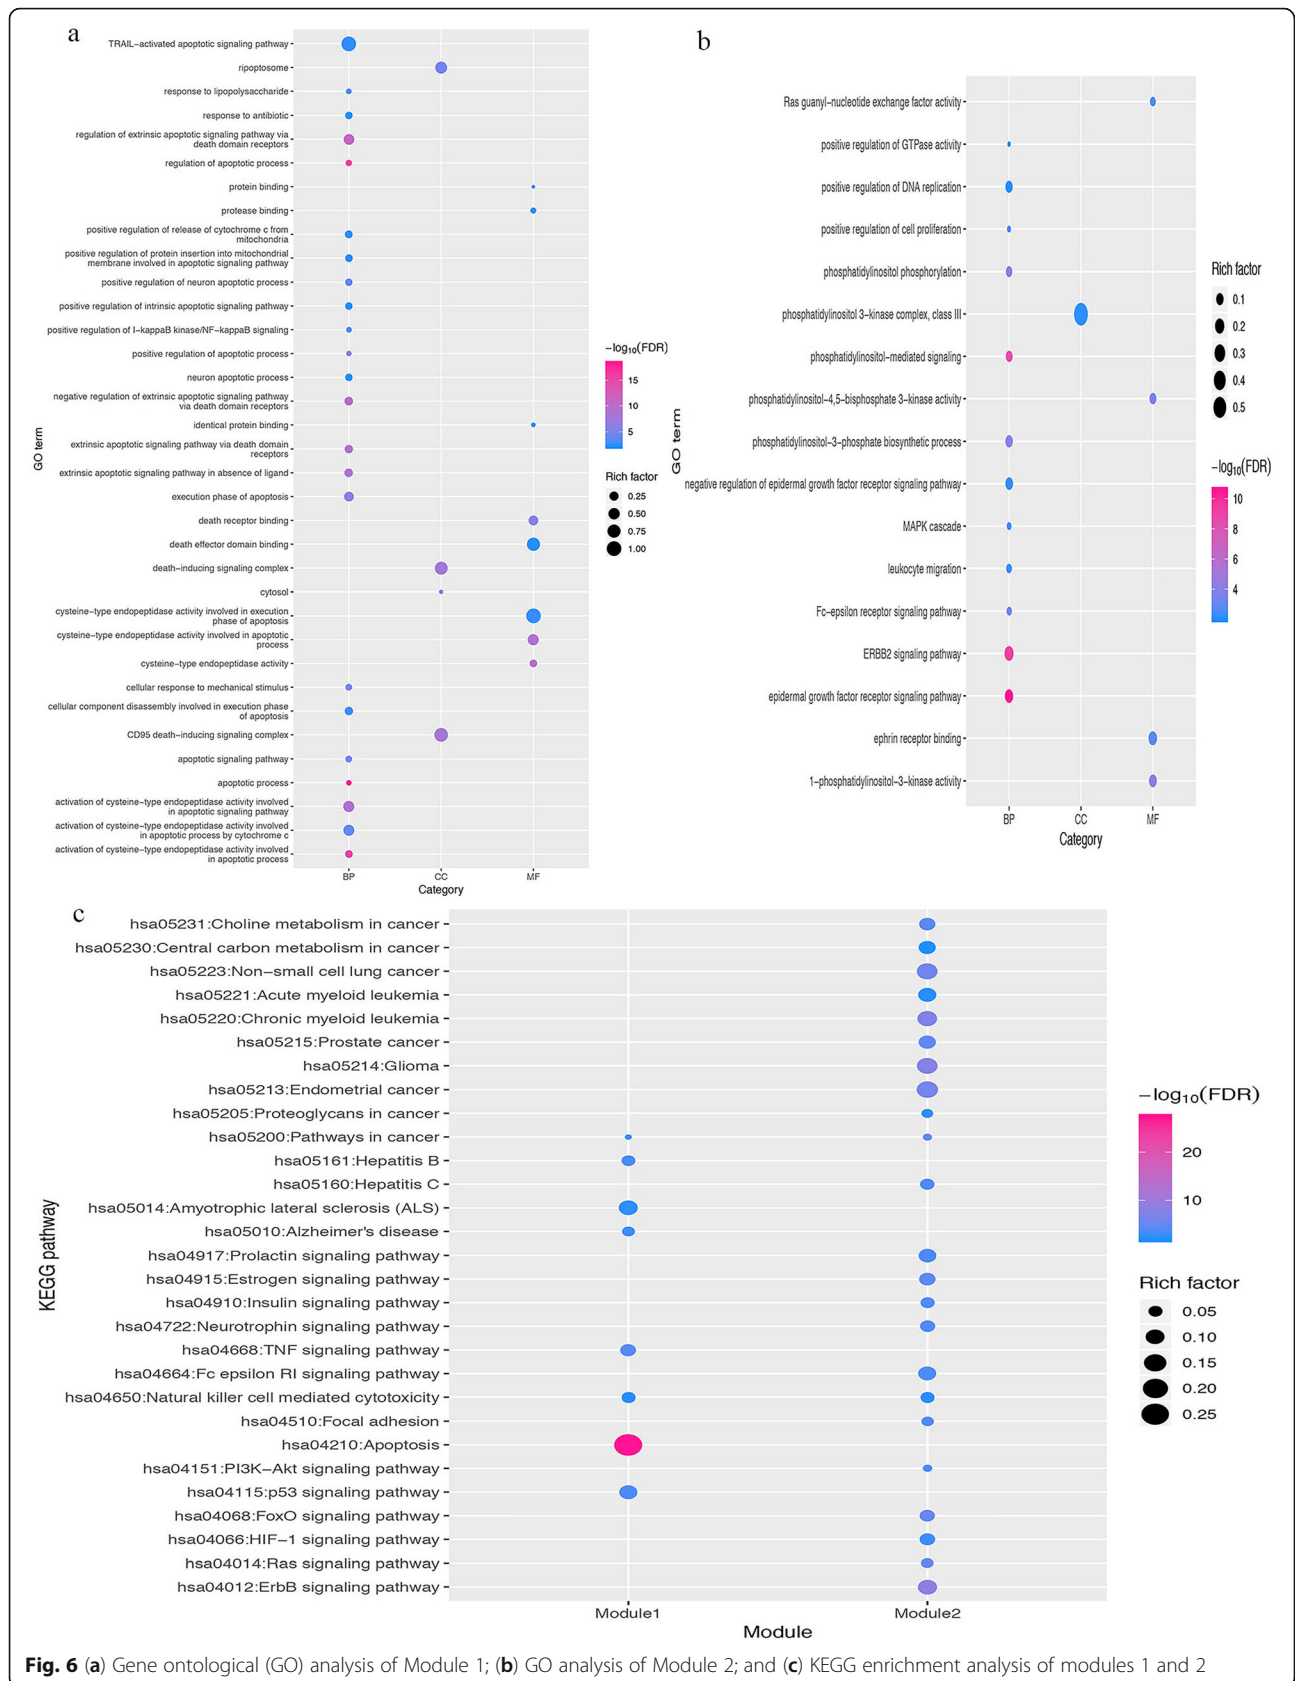 a
TRAIL−activated apoptotic signaling pathway
ripoptosome
response to lipopolysaccharide
response to antibiotic
regulation of extrinsic apoptotic signaling pathway via
death domain receptors
regulation of apoptotic process
protein binding
protease binding
positive regulation of release of cytochrome c from
mitochondria
positive regulation of protein insertion into mitochondrial
membrane involved in apoptotic signaling pathway
positive regulation of neuron apoptotic process
positive regulation of intrinsic apoptotic signaling pathway
positive regulation of I−kappaB kinase/NF−kappaB signaling
positive regulation of apoptotic process
neuron apoptotic process
negative regulation of extrinsic apoptotic signaling pathway
via death domain receptors
identical protein binding
extrinsic apoptotic signaling pathway via death domain
receptors
extrinsic apoptotic signaling pathway in absence of ligand
execution phase of apoptosis
death receptor binding
death effector domain binding
death−inducing signaling complex
cytosol
cysteine−type endopeptidase activity involved in execution
phase of apoptosis
cysteine−type endopeptidase activity involved in apoptotic
process
cysteine−type endopeptidase activity
cellular response to mechanical stimulus
cellular component disassembly involved in execution phase
of apoptosis
CD95 death−inducing signaling complex
apoptotic signaling pathway
apoptotic process
activation of cysteine−type endopeptidase activity involved
in apoptotic signaling pathway
activation of cysteine−type endopeptidase activity involved
in apoptotic process by cytochrome c
activation of cysteine−type endopeptidase activity involved
in apoptotic process
GO term
BP CC MF
Category
−log10(FDR)
15
10
5
Rich factor
0.25
0.50
0.75
1.00
b
Ras guanyl−nucleotide exchange factor activity
positive regulation of GTPase activity
positive regulation of DNA replication
positive regulation of cell proliferation
phosphatidylinositol phosphorylation
phosphatidylinositol 3−kinase complex, class III
phosphatidylinositol−mediated signaling
phosphatidylinositol−4,5−bisphosphate 3−kinase activity
phosphatidylinositol−3−phosphate biosynthetic process
negative regulation of epidermal growth factor receptor signaling pathway
MAPK cascade
leukocyte migration
Fc−epsilon receptor signaling pathway
ERBB2 signaling pathway
epidermal growth factor receptor signaling pathway
ephrin receptor binding
1−phosphatidylinositol−3−kinase activity
GO term
BP CC MF
Category
Rich factor
0.1
0.2
0.3
0.4
0.5
−log10(FDR)
10
8
6
4
c
hsa05231:Choline metabolism in cancer
hsa05230:Central carbon metabolism in cancer
hsa05223:Non−small cell lung cancer
hsa05221:Acute myeloid leukemia
hsa05220:Chronic myeloid leukemia
hsa05215:Prostate cancer
hsa05214:Glioma
hsa05213:Endometrial cancer
hsa05205:Proteoglycans in cancer
hsa05200:Pathways in cancer
hsa05161:Hepatitis B
hsa05160:Hepatitis C
hsa05014:Amyotrophic lateral sclerosis (ALS)
hsa05010:Alzheimer's disease
hsa04917:Prolactin signaling pathway
hsa04915:Estrogen signaling pathway
hsa04910:Insulin signaling pathway
hsa04722:Neurotrophin signaling pathway
hsa04668:TNF signaling pathway
hsa04664:Fc epsilon RI signaling pathway
hsa04650:Natural killer cell mediated cytotoxicity
hsa04510:Focal adhesion
hsa04210:Apoptosis
hsa04151:PI3K−Akt signaling pathway
hsa04115:p53 signaling pathway
hsa04068:FoxO signaling pathway
hsa04066:HIF−1 signaling pathway
hsa04014:Ras signaling pathway
hsa04012:ErbB signaling pathway
KEGG pathway
Module1 Module2
Module
−log10(FDR)
20
10
Rich factor
0.05
0.10
0.15
0.20
0.25
Fig. 6 (a) Gene ontological (GO) analysis of Module 1; (b) GO analysis of Module 2; and (c) KEGG enrichment analysis of modules 1 and 2